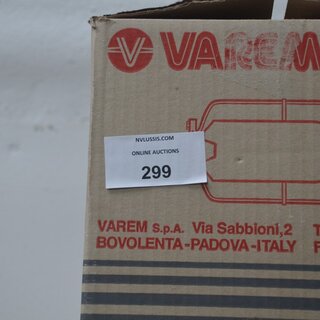 VAREM
NVLUSSIS.COM
ONLINE AUCTIONS
299
VAREM S.p.A. Via Sabbioni,2
BOVOLENTA-PADOVA-ITALY